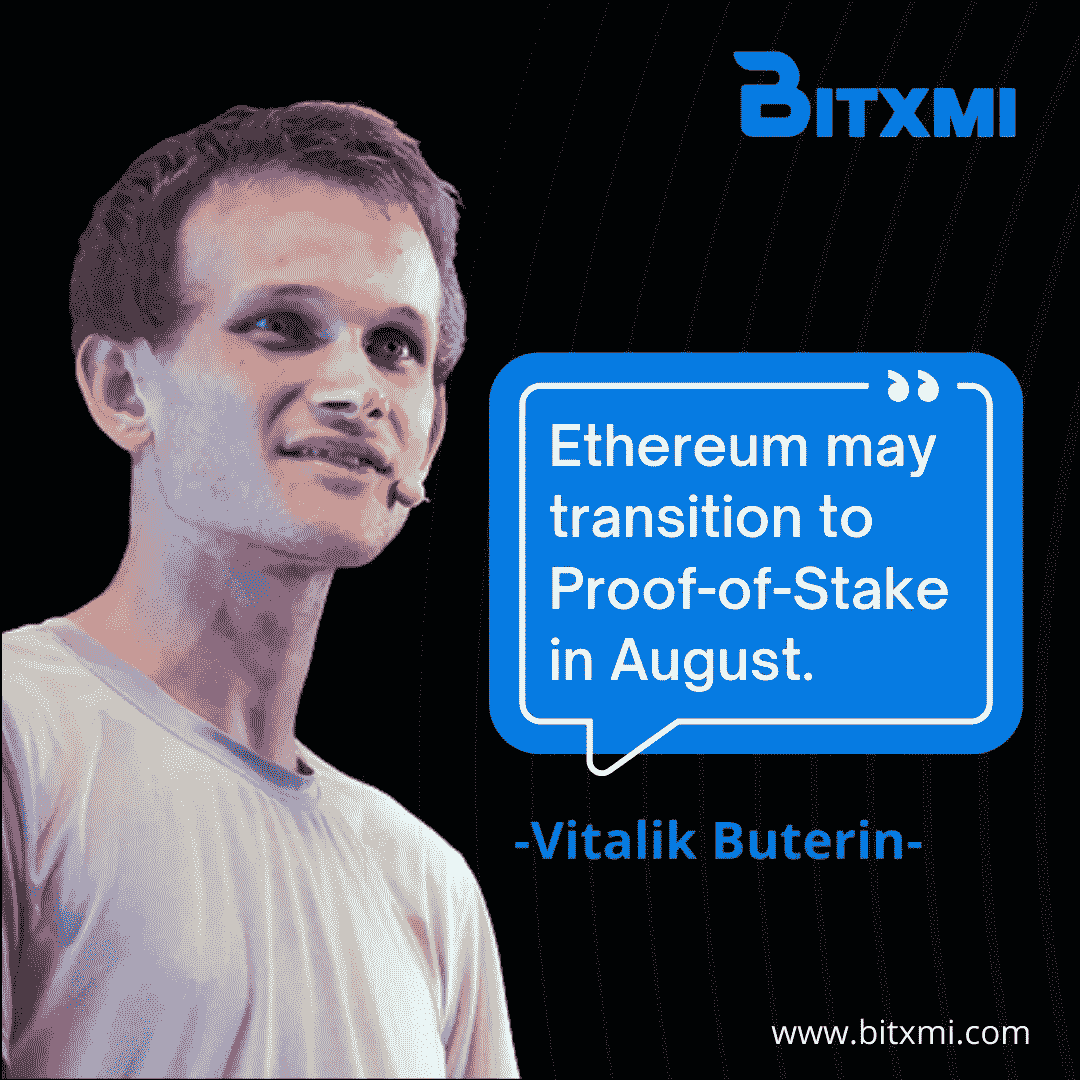 BITXMI
Ethereum may
transition to
Proof-of-Stake
in August.
-Vitalik Buterin-
www.bitxmi.com